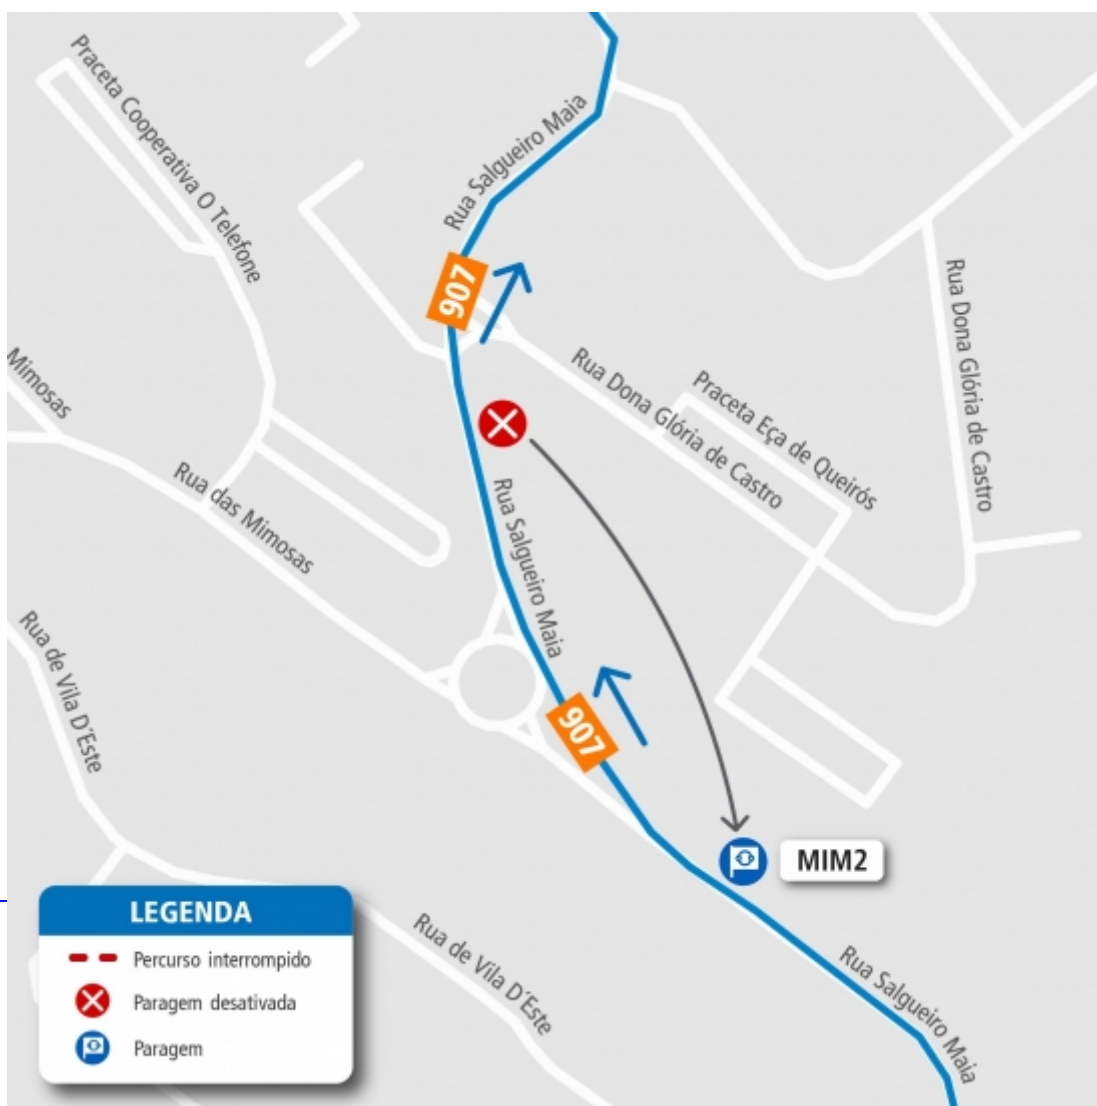 Praceta Cooperativa O Telefone
Rua Salgueiro Maia
907
Rua Dona Glória de Castro
Mimosas
Rua Dona Glória de Castro
Praceta Eça de Queirós
Rua das Mimosas
Rua Salgueiro Maia
Rua de Vila D´Este
907
MIM2
LEGENDA
Percurso interrompido
Paragem desativada
Paragem
Rua de Vila D´Este
Rua Salgueiro Maia